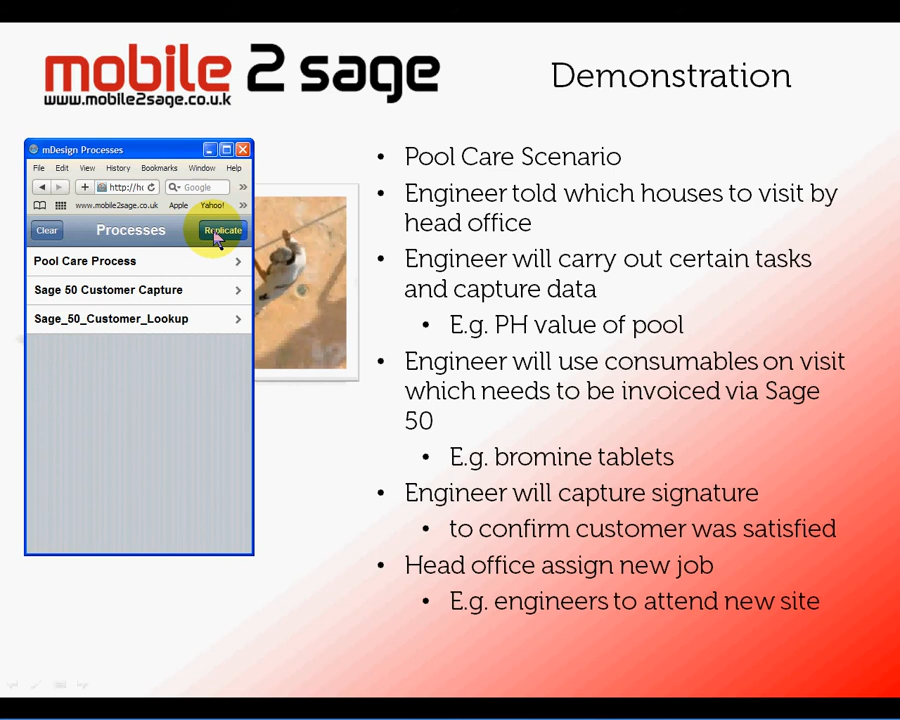 mobile 2 sage
www.mobile2sage.co.uk
Demonstration
mDesign Processes
File Edit View History Bookmarks Window Help
http://h
Google
www.mobile2sage.co.uk Apple Yahoo!
Clear Processes Replicate
Pool Care Process
Sage 50 Customer Capture
Sage_50_Customer_Lookup
• Pool Care Scenario
• Engineer told which houses to visit by
head office
• Engineer will carry out certain tasks
and capture data
• E.g. PH value of pool
• Engineer will use consumables on visit
which needs to be invoiced via Sage
50
• E.g. bromine tablets
• Engineer will capture signature
• to confirm customer was satisfied
• Head office assign new job
• E.g. engineers to attend new site